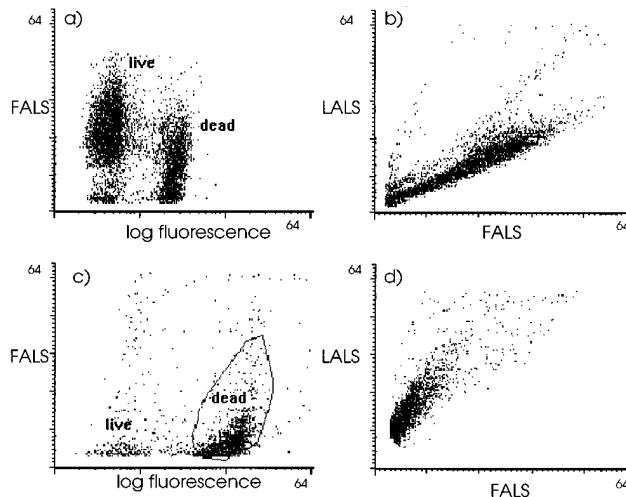 64
a)
live
FALS
dead
64
log fluorescence
64
b)
LALS
64
FALS
64
c)
FALS
dead
live
64
log fluorescence
64
d)
LALS
64
FALS